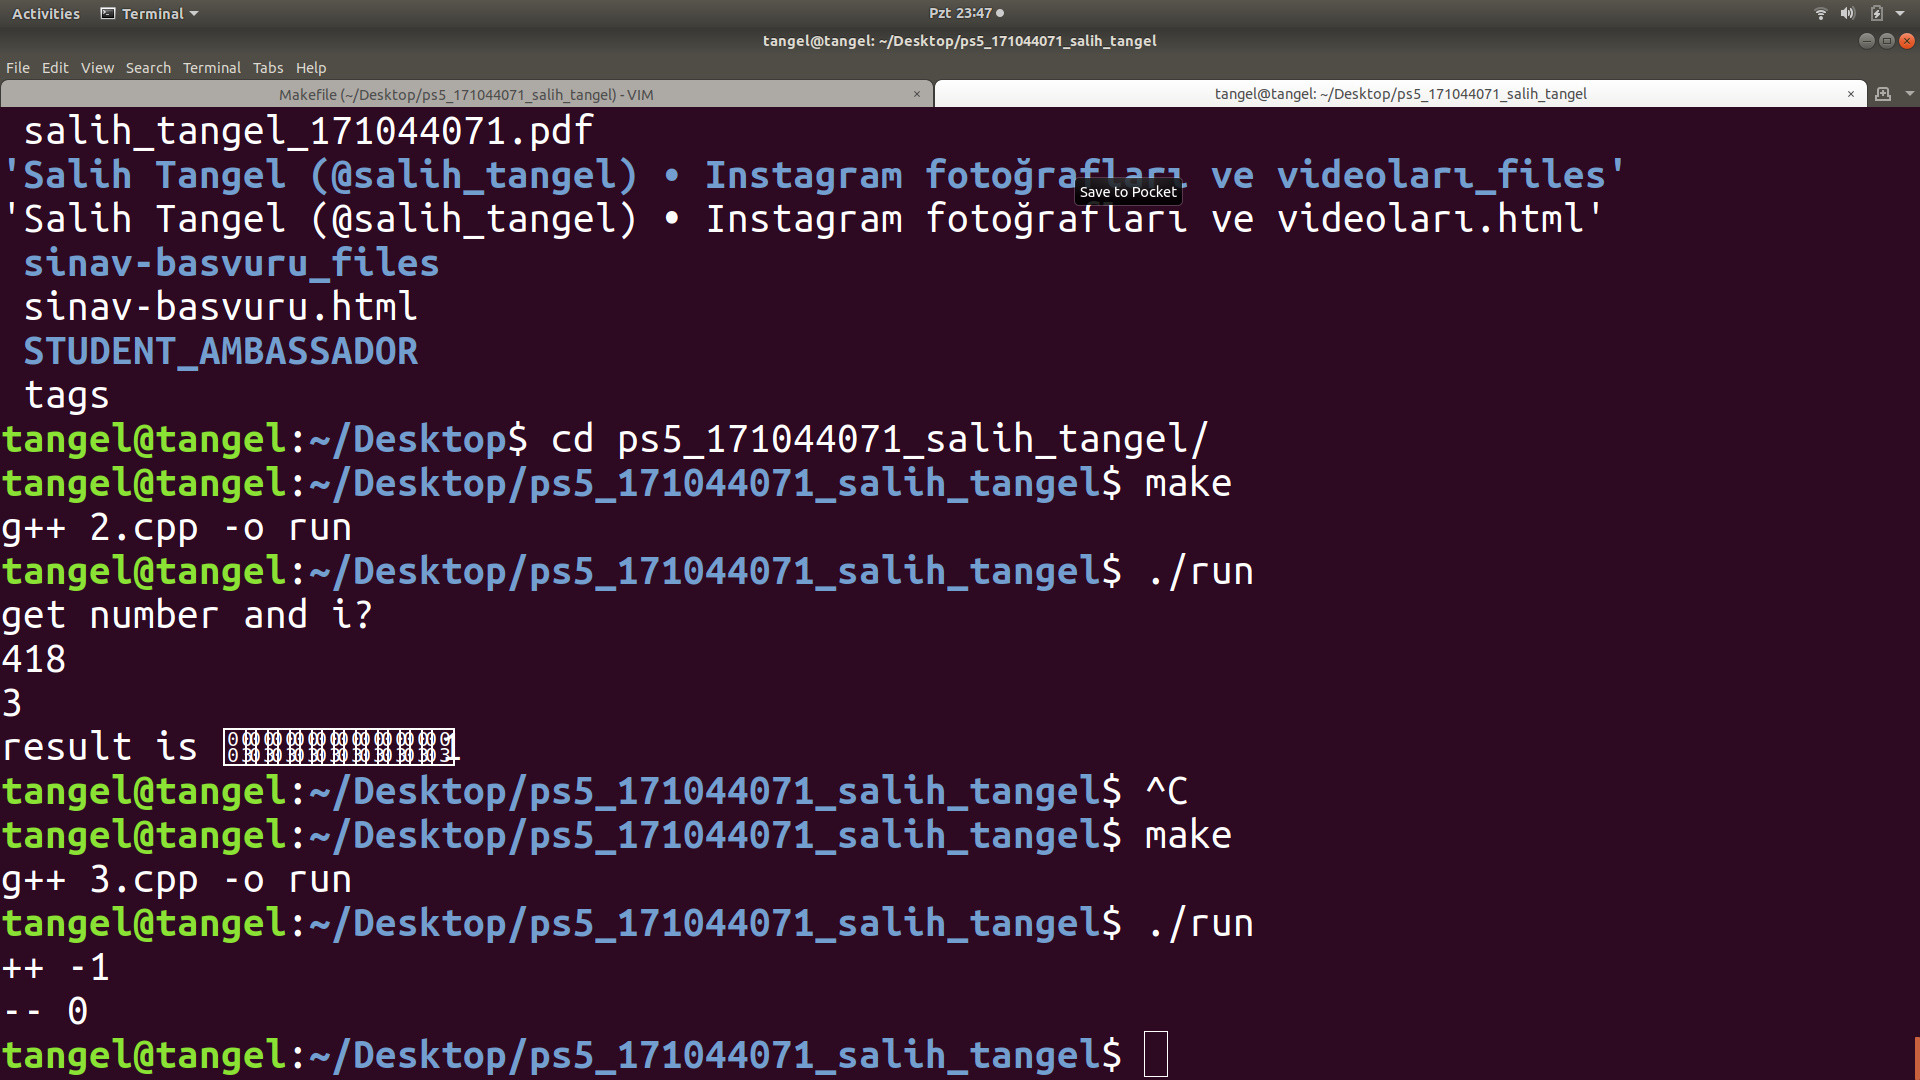 Activities Terminal Pzt 23:47
tangel@tangel: ~/Desktop/ps5_171044071_salih_tangel
File Edit View Search Terminal Tabs Help
Makefile (~/Desktop/ps5_171044071_salih_tangel) - VIM × tangel@tangel: ~/Desktop/ps5_171044071_salih_tangel ×
salih_tangel_171044071.pdf
'Salih Tangel (@salih_tangel) • Instagram fotoğrafları ve videoları_files'
Save to Pocket
'Salih Tangel (@salih_tangel) • Instagram fotoğrafları ve videoları.html'
sinav-basvuru_files
sinav-basvuru.html
STUDENT_AMBASSADOR
tags
tangel@tangel:~/Desktop$ cd ps5_171044071_salih_tangel/
tangel@tangel:~/Desktop/ps5_171044071_salih_tangel$ make
g++ 2.cpp -o run
tangel@tangel:~/Desktop/ps5_171044071_salih_tangel$ ./run
get number and i?
418
3
result is 1
tangel@tangel:~/Desktop/ps5_171044071_salih_tangel$ ^C
tangel@tangel:~/Desktop/ps5_171044071_salih_tangel$ make
g++ 3.cpp -o run
tangel@tangel:~/Desktop/ps5_171044071_salih_tangel$ ./run
++ -1
-- 0
tangel@tangel:~/Desktop/ps5_171044071_salih_tangel$